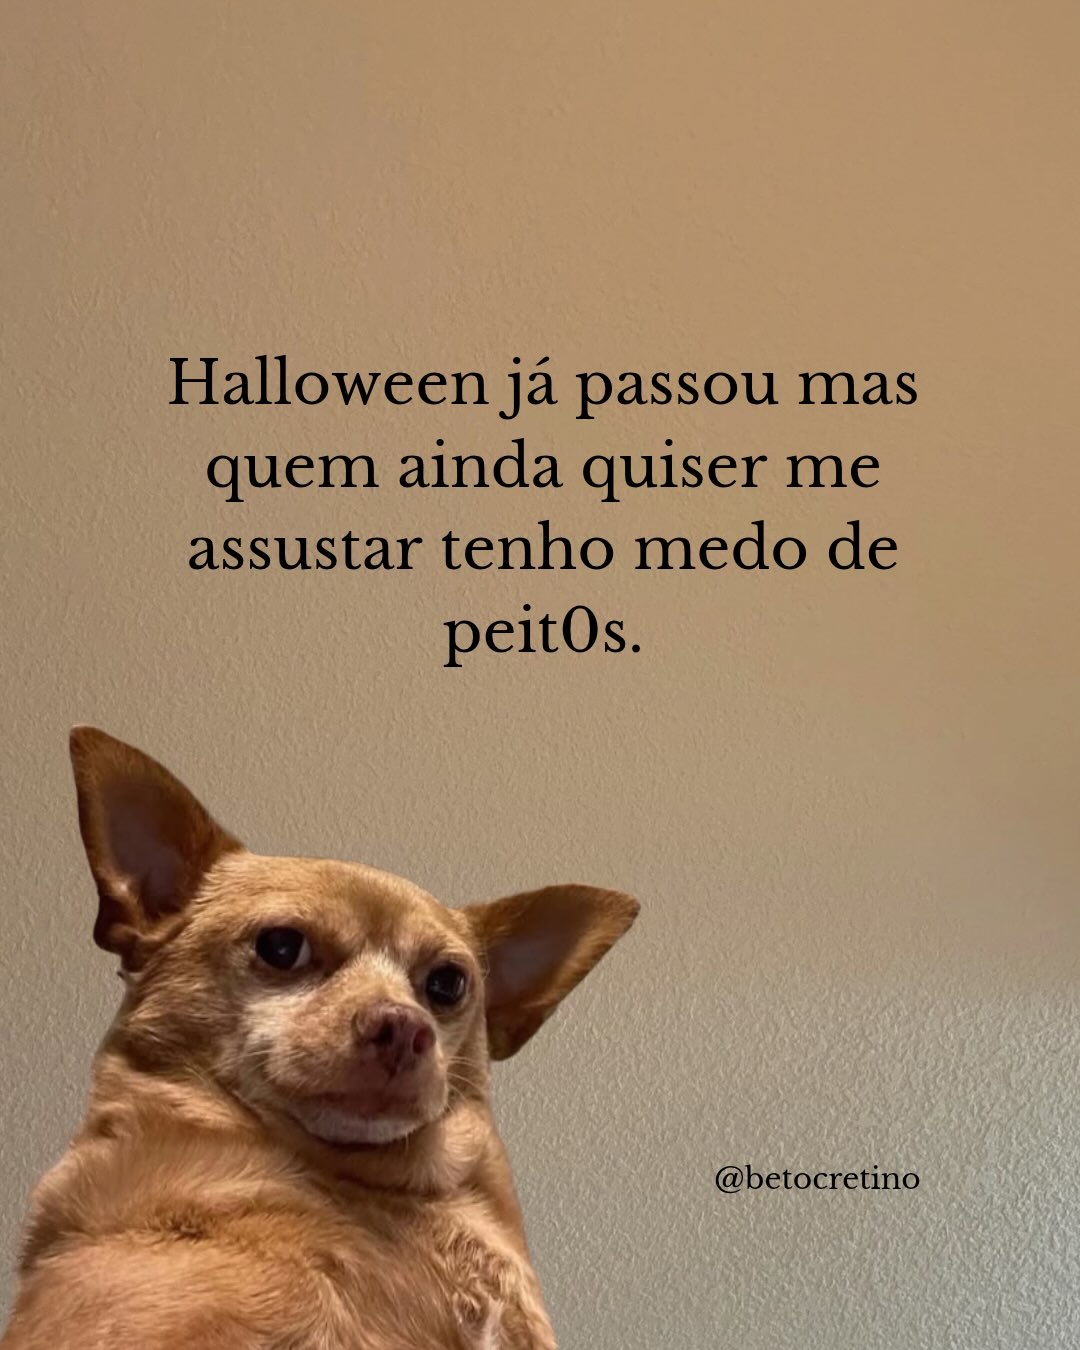 Halloween já passou mas
quem ainda quiser me
assustar tenho medo de
peit0s.
@betocretino